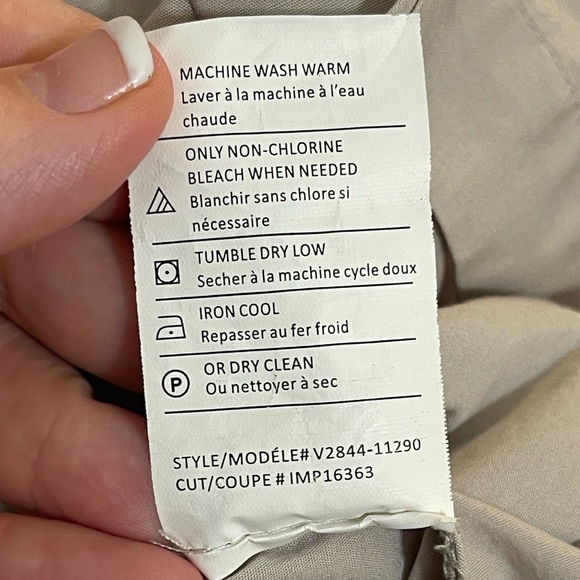 MACHINE WASH WARM
Laver à la machine à l'eau
chaude
ONLY NON-CHLORINE
BLEACH WHEN NEEDED
Blanchir sans chlore si
nécessaire
TUMBLE DRY LOW
Secher à la machine cycle doux
IRON COOL
Repasser au fer froid
P
OR DRY CLEAN
Ou nettoyer à sec
STYLE/MODÉLE# V2844-11290
CUT/COUPE # IMP16363